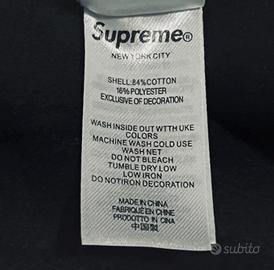 Supreme®
NEW YORK CITY
SHELL:84%COTTON
16%POLYESTER
EXCLUSIVE OF DECORATION
WASH INSIDE OUT WITH UKE
COLORS
MACHINE WASH COLD USE
WASH NET
DO NOT BLEACH
TUMBLE DRY LOW
LOW IRON
DO NOT IRON DECORATION
MADE IN CHINA
FABRIQUÉ EN CHINE
PRODOTTO IN CINA
中国製
subito